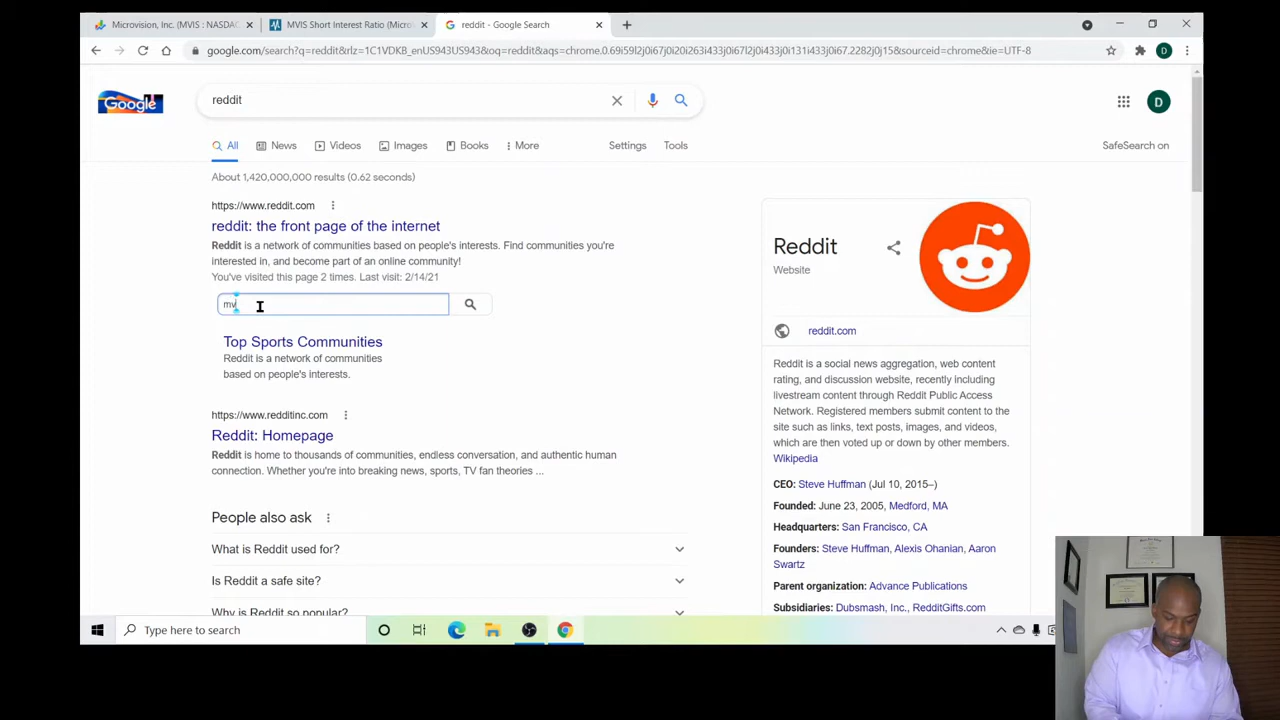 Microvision, Inc. (MVIS : NASDAC
MVIS Short Interest Ratio (Micro
reddit - Google Search
google.com/search?q=reddit&rlz=1C1VDKB_enUS943US943&oq=reddit&aqs=chrome.0.69i59l2j0i67j0i20i263i433j0i67l2j0i433j0i131i433j0i67.2282j0j15&sourceid=chrome&ie=UTF-8
D
Google
reddit
D
All
News
Videos
Images
Books
More
Settings
Tools
SafeSearch on
About 1,420,000,000 results (0.62 seconds)
https://www.reddit.com
reddit: the front page of the internet
Reddit is a network of communities based on people's interests. Find communities you're
interested in, and become part of an online community!
You've visited this page 2 times. Last visit: 2/14/21
mv
Top Sports Communities
Reddit is a network of communities
based on people's interests.
https://www.redditinc.com
Reddit: Homepage
Reddit is home to thousands of communities, endless conversation, and authentic human
connection. Whether you're into breaking news, sports, TV fan theories ...
People also ask
What is Reddit used for?
Is Reddit a safe site?
Why is Reddit so popular?
Reddit
Website
reddit.com
Reddit is a social news aggregation, web content
rating, and discussion website, recently including
livestream content through Reddit Public Access
Network. Registered members submit content to the
site such as links, text posts, images, and videos,
which are then voted up or down by other members.
Wikipedia
CEO: Steve Huffman (Jul 10, 2015–)
Founded: June 23, 2005, Medford, MA
Headquarters: San Francisco, CA
Founders: Steve Huffman, Alexis Ohanian, Aaron
Swartz
Parent organization: Advance Publications
Subsidiaries: Dubsmash, Inc., RedditGifts.com
Type here to search